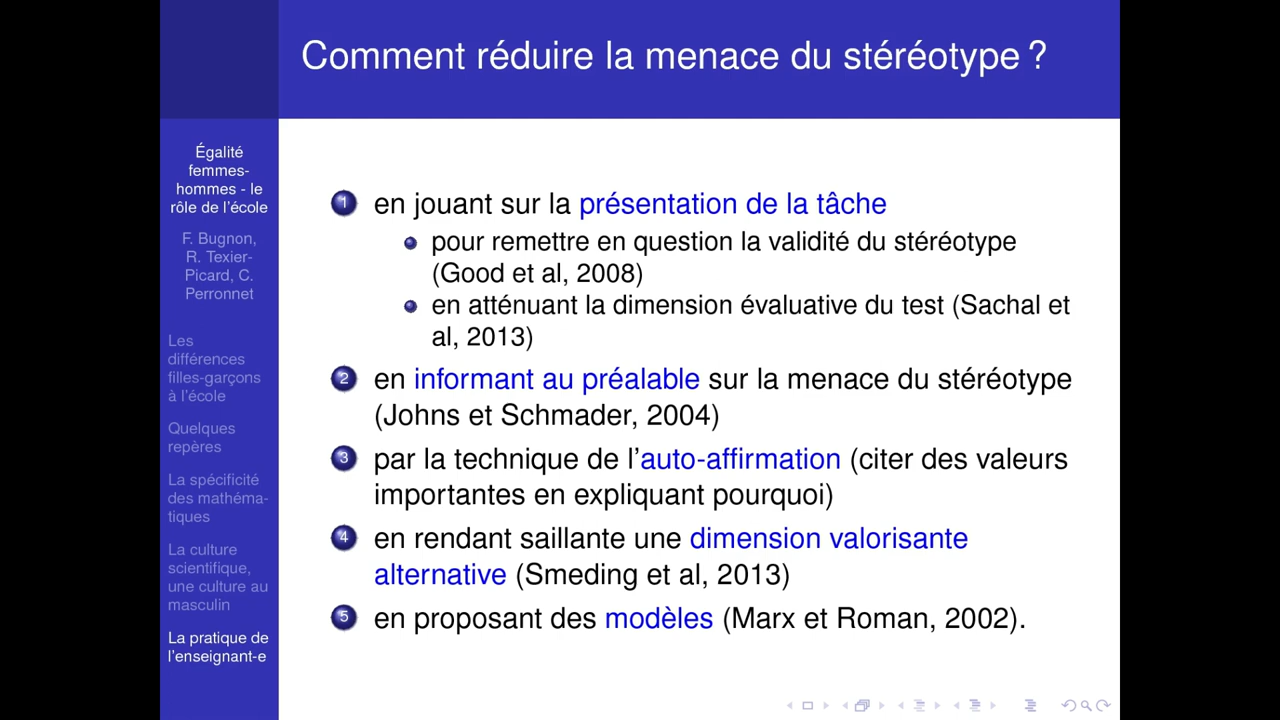 Comment réduire la menace du stéréotype ?
Égalité
femmes-
hommes - le
rôle de l'école
F. Bugnon,
R. Texier-
Picard, C.
Perronnet
Les
différences
filles-garçons
à l'école
Quelques
repères
La spécificité
des mathéma-
tiques
La culture
scientifique,
une culture au
masculin
La pratique de
l'enseignant-e
1 en jouant sur la présentation de la tâche
pour remettre en question la validité du stéréotype
(Good et al, 2008)
en atténuant la dimension évaluative du test (Sachal et
al, 2013)
2 en informant au préalable sur la menace du stéréotype
(Johns et Schmader, 2004)
3 par la technique de l'auto-affirmation (citer des valeurs
importantes en expliquant pourquoi)
4 en rendant saillante une dimension valorisante
alternative (Smeding et al, 2013)
5 en proposant des modèles (Marx et Roman, 2002).